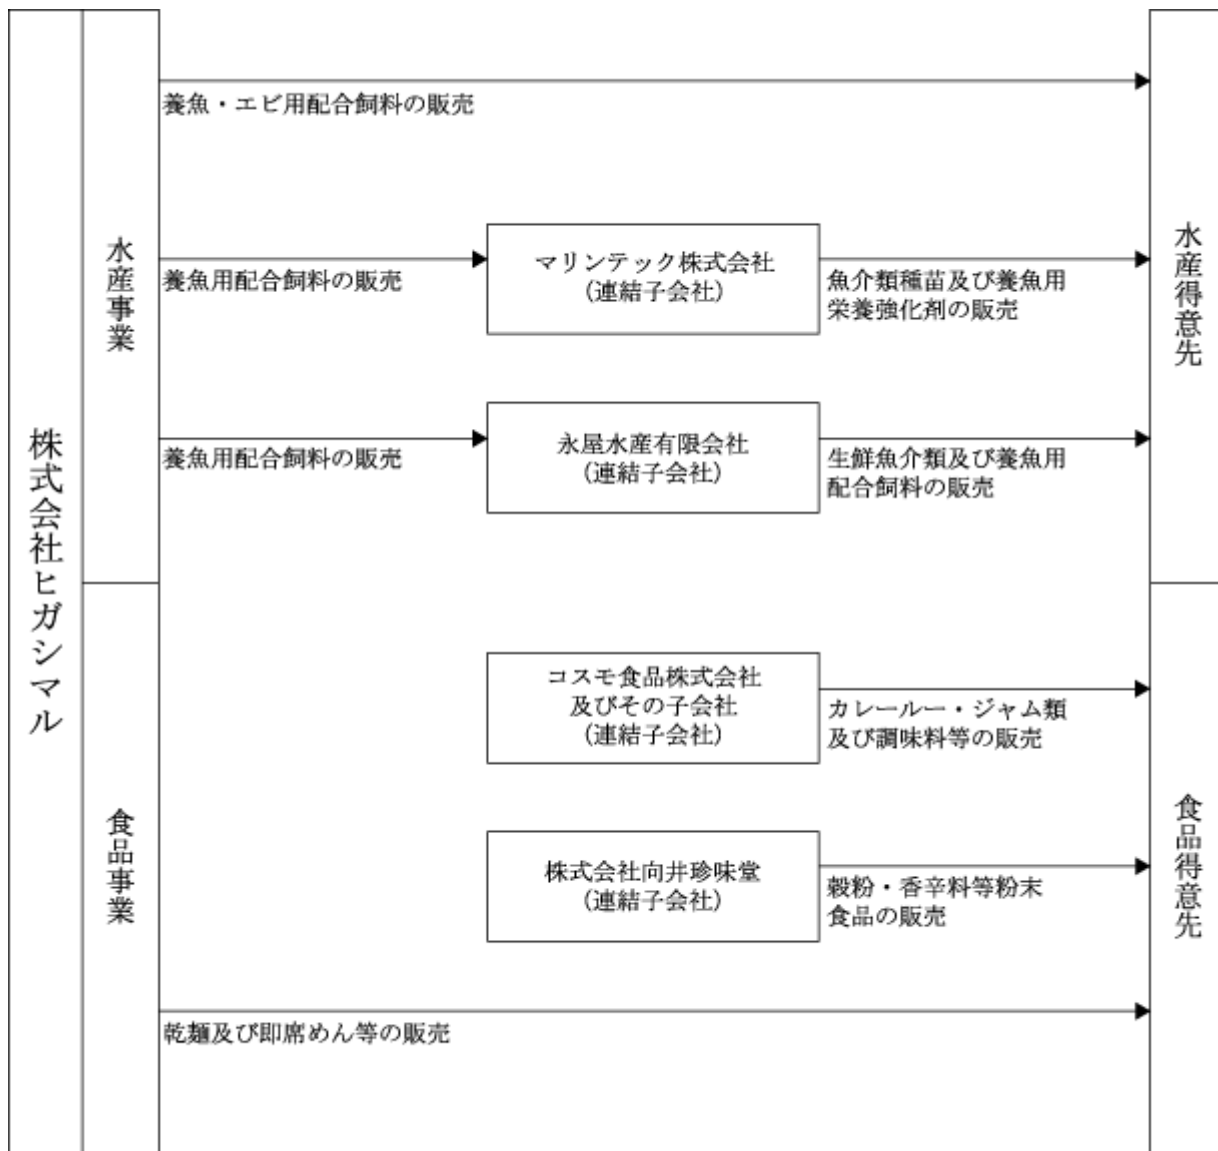 株式会社ヒガシマル
水産事業
養魚・エビ用配合飼料の販売
養魚用配合飼料の販売
マリンテック株式会社
(連結子会社)
魚介類種苗及び養魚用
栄養強化剤の販売
養魚用配合飼料の販売
永屋水産有限会社
(連結子会社)
生鮮魚介類及び養魚用
配合飼料の販売
水産得意先
食品事業
コスモ食品株式会社
及びその子会社
(連結子会社)
カレールー・ジャム類
及び調味料等の販売
株式会社向井珍味堂
(連結子会社)
穀粉・香辛料等粉末
食品の販売
乾麺及び即席めん等の販売
食品得意先